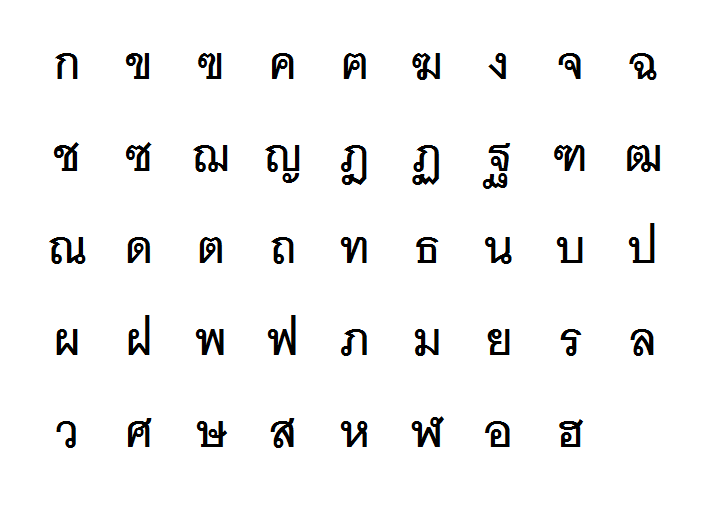 ก ข ฃ ค ฅ ฆ ง จ ฉ
ช ซ ฌ ญ ฎ ฏ ฐ ฑ ฒ
ณ ด ต ถ ท ธ น บ ป
ผ ฝ พ ฟ ภ ม ย ร ล
ว ศ ษ ส ห ฬ อ ฮ